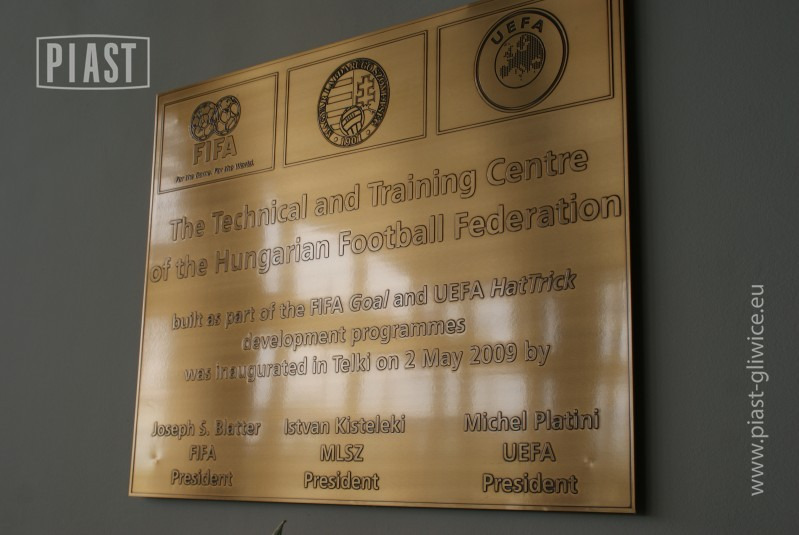 PIAST
FIFA
For the Game. For the World.
1901
UEFA
The Technical and Training Centre
of the Hungarian Football Federation
built as part of the FIFA Goal and UEFA HatTrick
development programmes
was inaugurated in Telki on 2 May 2009 by
Joseph S. Blatter
FIFA
President
Istvan Kisteleki
MLSZ
President
Michel Platini
UEFA
President
www.piast-gliwice.eu